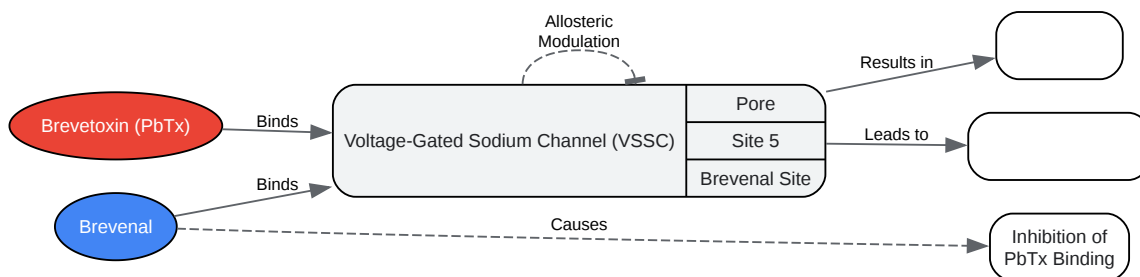 Allosteric
Modulation
Results in
Brevetoxin (PbTx)
Binds
Voltage-Gated Sodium Channel (VSSC)
Pore
Site 5
Brevenal Site
Leads to
Binds
Brevenal
Causes
Inhibition of
PbTx Binding